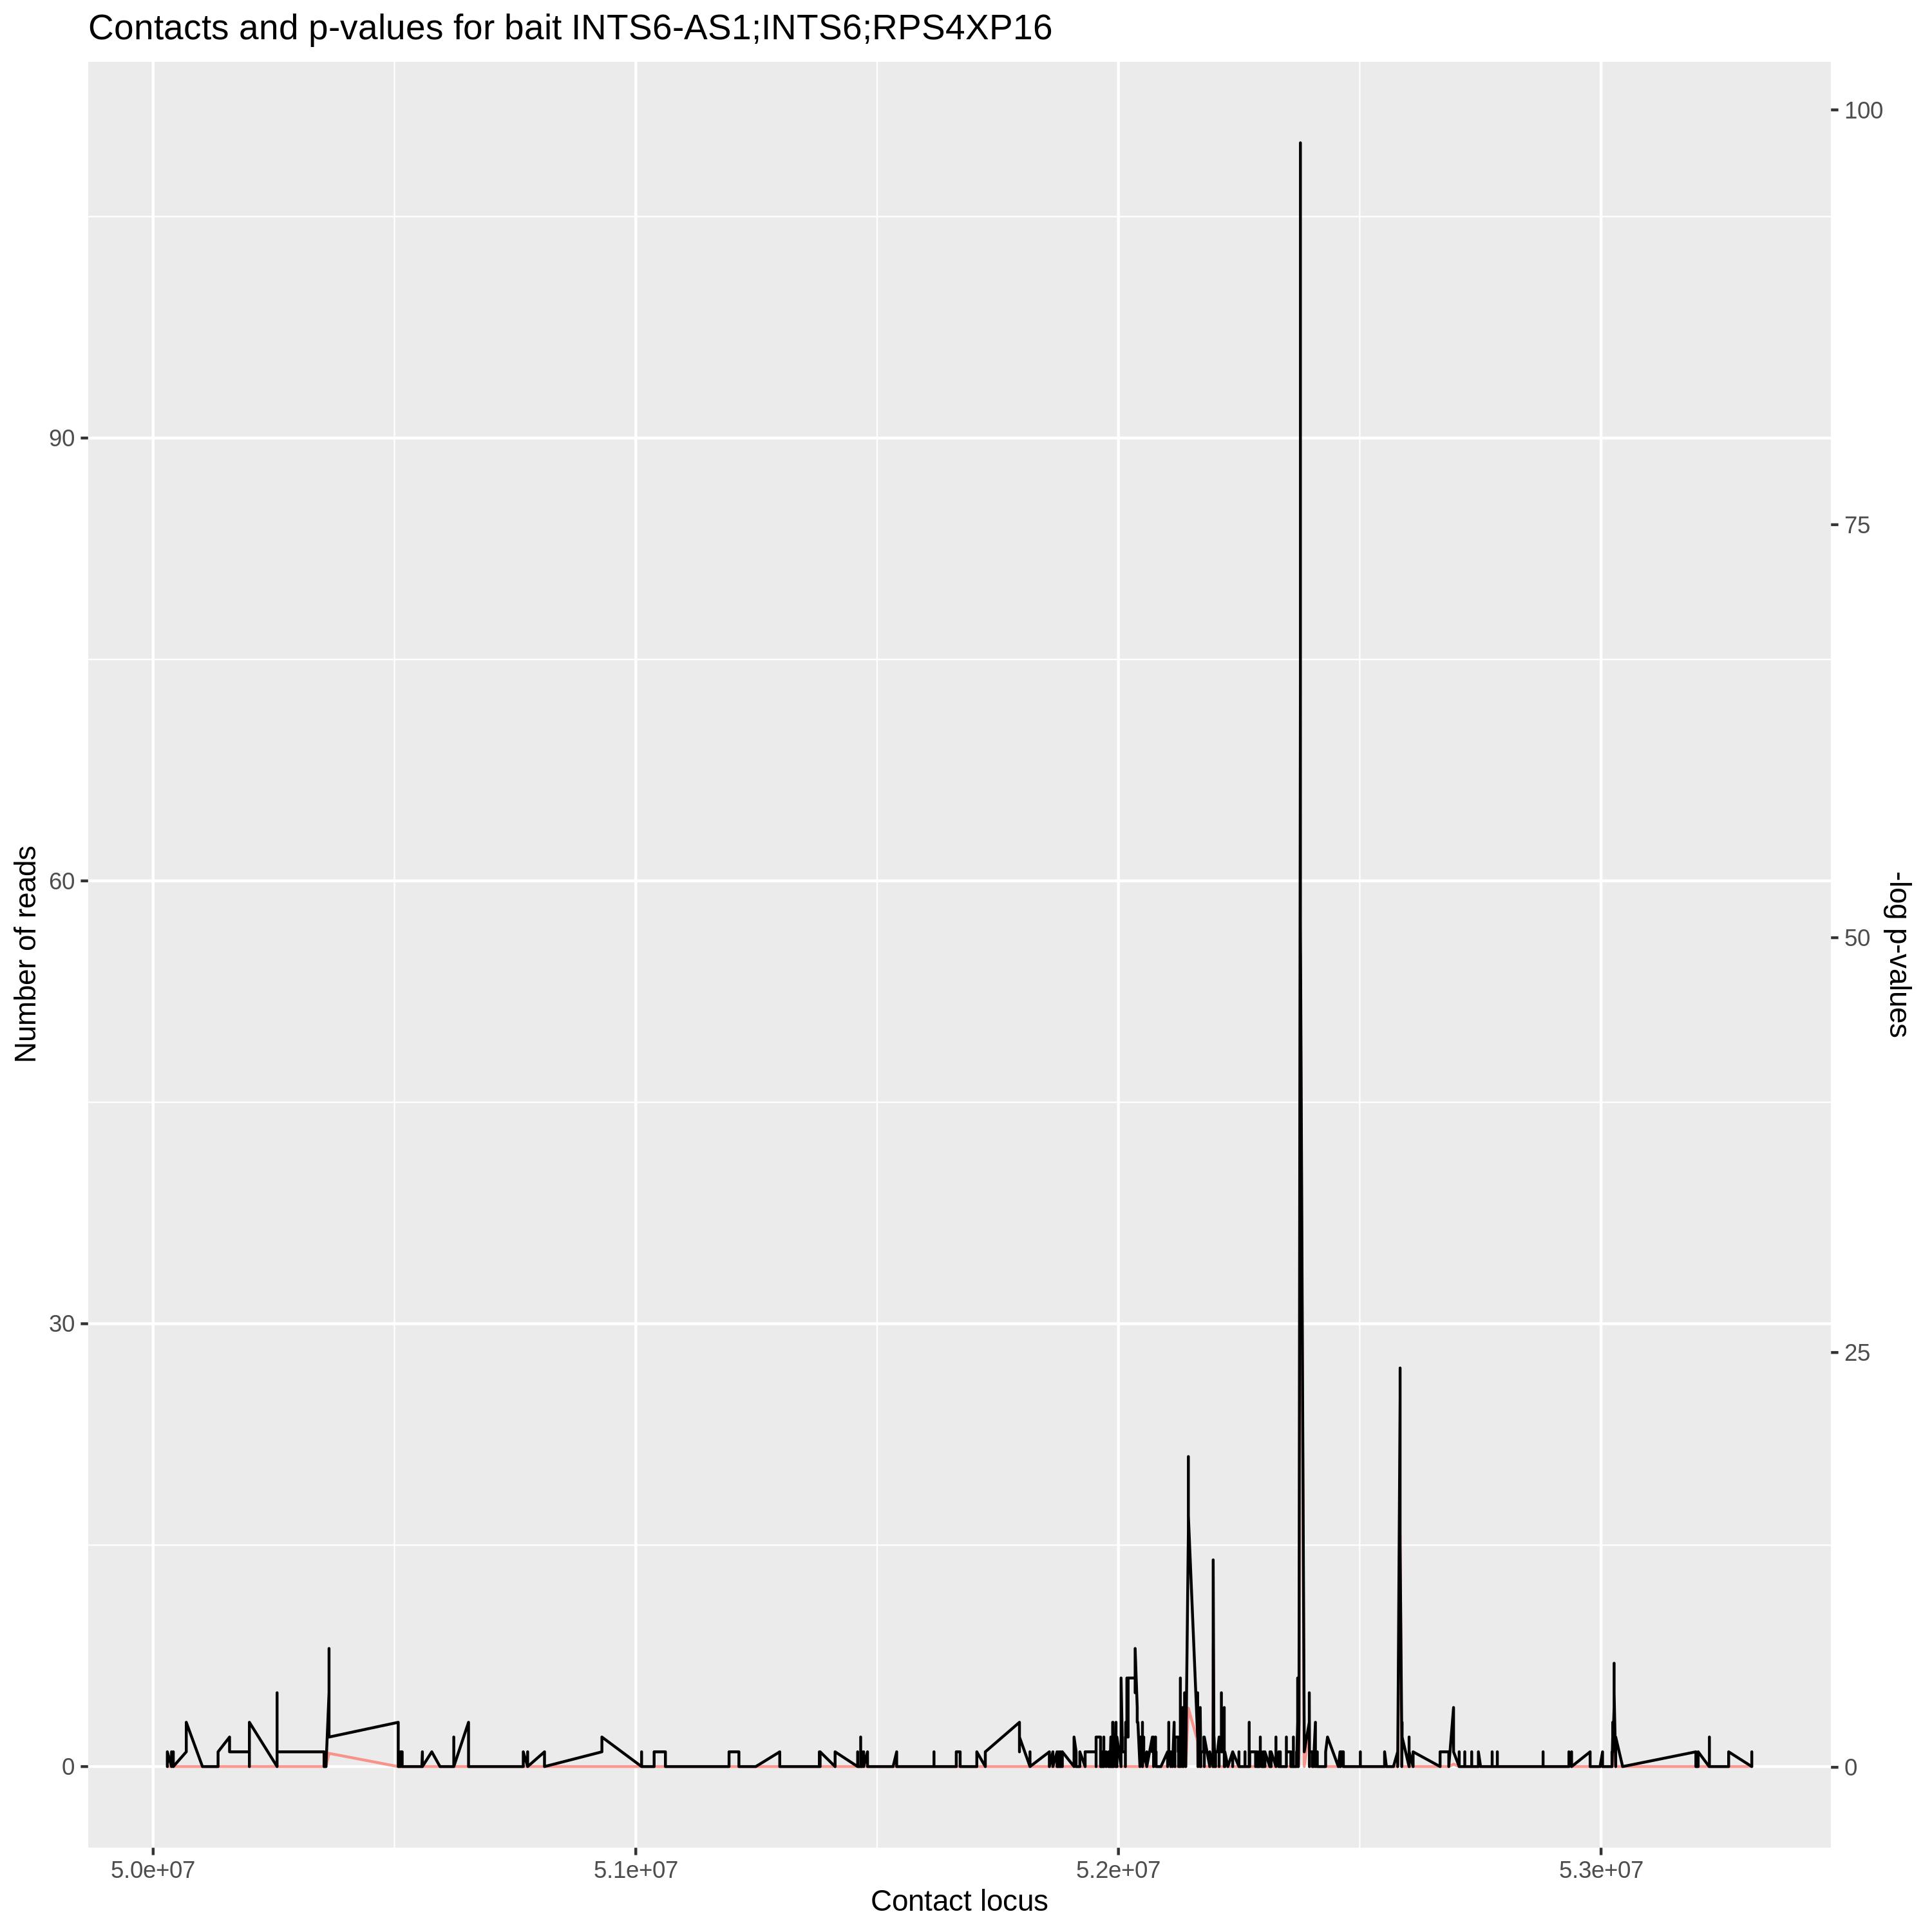 Contacts and p-values for bait INTS6-AS1;INTS6;RPS4XP16
100
90
75
60
50
30
25
0
0
Number of reads
-log p-values
5.0e+07 5.1e+07 5.2e+07 5.3e+07
Contact locus